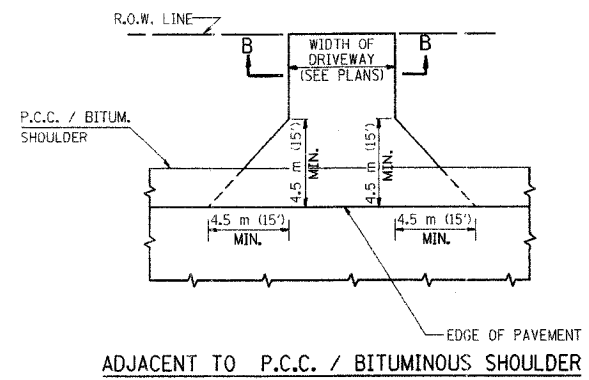 R.O.W. LINE
B
WIDTH OF
DRIVEWAY
(SEE PLANS)
B
P.C.C. / BITUM.
SHOULDER
4.5 m (15')
MIN.
4.5 m (15')
MIN.
4.5 m (15')
MIN.
4.5 m (15')
MIN.
EDGE OF PAVEMENT
ADJACENT TO P.C.C. / BITUMINOUS SHOULDER